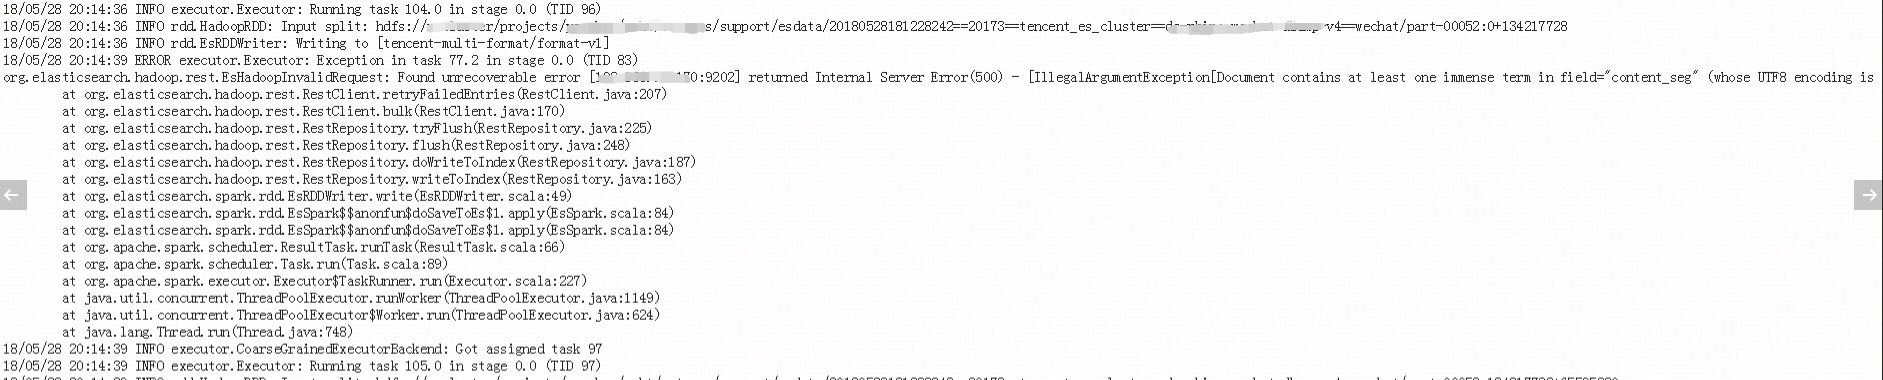 18/05/28 20:14:36 INFO executor.Executor: Running task 104.0 in stage 0.0 (TID 96)
18/05/28 20:14:36 INFO rdd.HadoopRDD: Input split: hdfs:// /projects/ /support/esdata/20180528181228242==20173==tencent_es_cluster== v4==wechat/part-00052:0+134217728
18/05/28 20:14:36 INFO rdd.EsRDDWriter: Writing to [tencent-multi-format/format-v1]
18/05/28 20:14:39 ERROR executor.Executor: Exception in task 77.2 in stage 0.0 (TID 83)
org.elasticsearch.hadoop.rest.EsHadoopInvalidRequest: Found unrecoverable error [ :9202] returned Internal Server Error(500) - [IllegalArgumentException[Document contains at least one immense term in field="content_seg" (whose UTF8 encoding is
at org.elasticsearch.hadoop.rest.RestClient.retryFailedEntries(RestClient.java:207)
at org.elasticsearch.hadoop.rest.RestClient.bulk(RestClient.java:170)
at org.elasticsearch.hadoop.rest.RestRepository.tryFlush(RestRepository.java:225)
at org.elasticsearch.hadoop.rest.RestRepository.flush(RestRepository.java:248)
at org.elasticsearch.hadoop.rest.RestRepository.doWriteToIndex(RestRepository.java:187)
at org.elasticsearch.hadoop.rest.RestRepository.writeToIndex(RestRepository.java:163)
at org.elasticsearch.spark.rdd.EsRDDWriter.write(EsRDDWriter.scala:49)
at org.elasticsearch.spark.rdd.EsSpark$$anonfun$doSaveToEs$1.apply(EsSpark.scala:84)
at org.elasticsearch.spark.rdd.EsSpark$$anonfun$doSaveToEs$1.apply(EsSpark.scala:84)
at org.apache.spark.scheduler.ResultTask.runTask(ResultTask.scala:66)
at org.apache.spark.scheduler.Task.run(Task.scala:89)
at org.apache.spark.executor.Executor$TaskRunner.run(Executor.scala:227)
at java.util.concurrent.ThreadPoolExecutor.runWorker(ThreadPoolExecutor.java:1149)
at java.util.concurrent.ThreadPoolExecutor$Worker.run(ThreadPoolExecutor.java:624)
at java.lang.Thread.run(Thread.java:748)
18/05/28 20:14:39 INFO executor.CoarseGrainedExecutorBackend: Got assigned task 97
18/05/28 20:14:39 INFO executor.Executor: Running task 105.0 in stage 0.0 (TID 97)